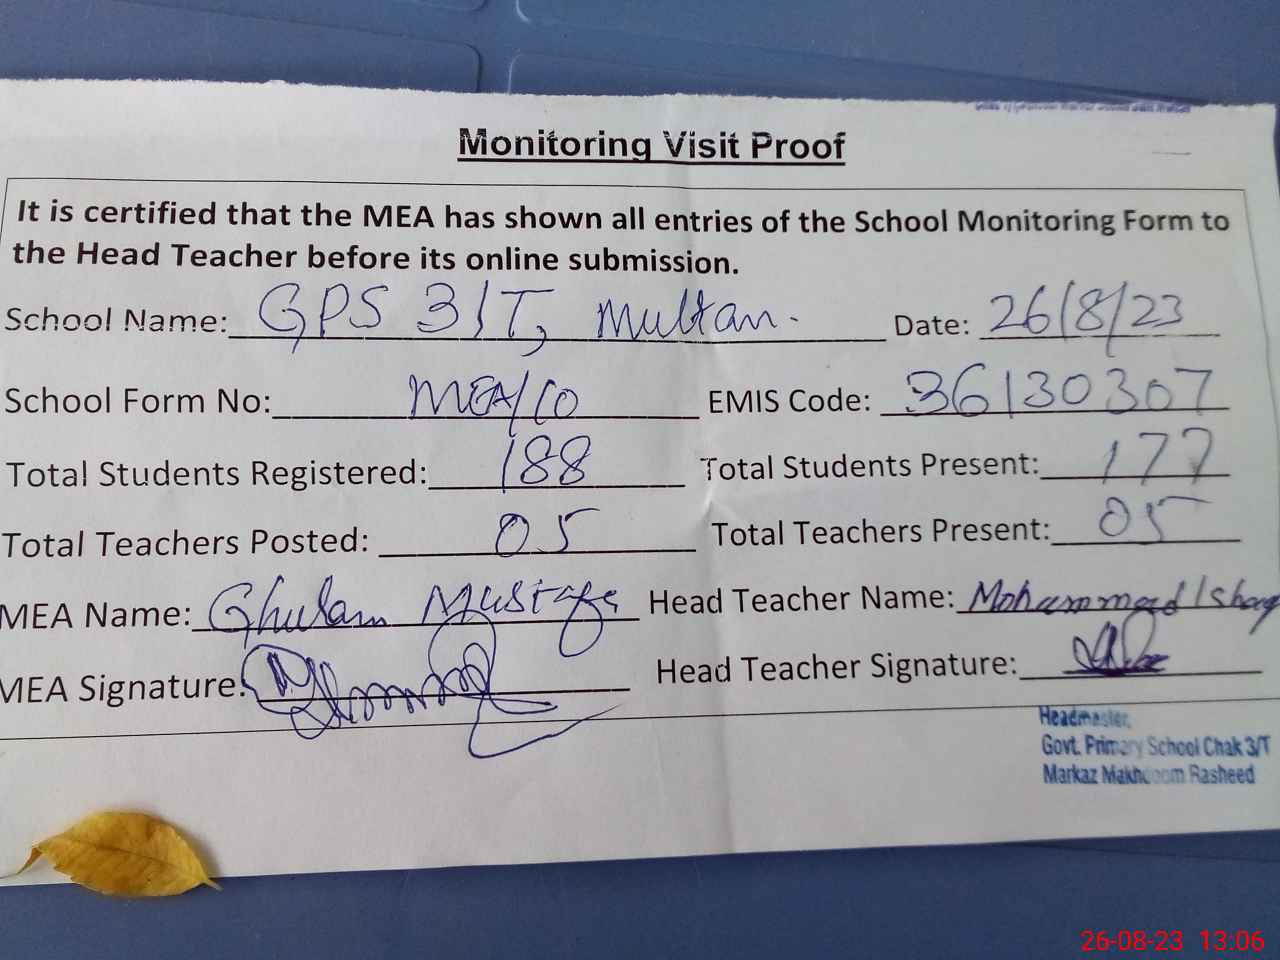 Monitoring Visit Proof
It is certified that the MEA has shown all entries of the School Monitoring Form to
the Head Teacher before its online submission.
School Name: GPS 3/T, Multan. Date: 26/8/23
School Form No: MEA/10 EMIS Code: 36130307
Total Students Registered: 188 Total Students Present: 177
Total Teachers Posted: 05 Total Teachers Present: 05
MEA Name: Ghulam Mustafa Head Teacher Name: Mohammad Ishaq
MEA Signature: Head Teacher Signature:
Headmaster,
Govt. Primary School Chak 3/T
Markaz Makhdoom Rasheed
26-08-23 13:06